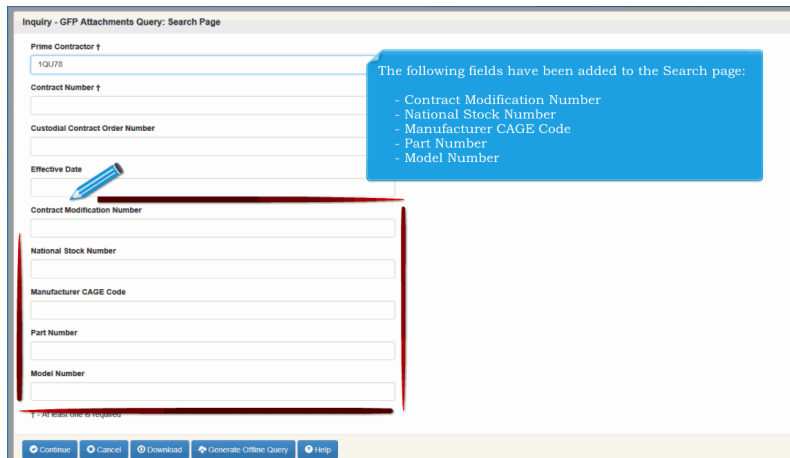 Inquiry - GFP Attachments Query: Search Page
Prime Contractor †
1QU78
The following fields have been added to the Search page:
- Contract Modification Number
- National Stock Number
- Manufacturer CAGE Code
- Part Number
- Model Number
Contract Number †
Custodial Contract Order Number
Effective Date
Contract Modification Number
National Stock Number
Manufacturer CAGE Code
Part Number
Model Number
† - At least one is required
Continue Cancel Download Generate Offline Query Help